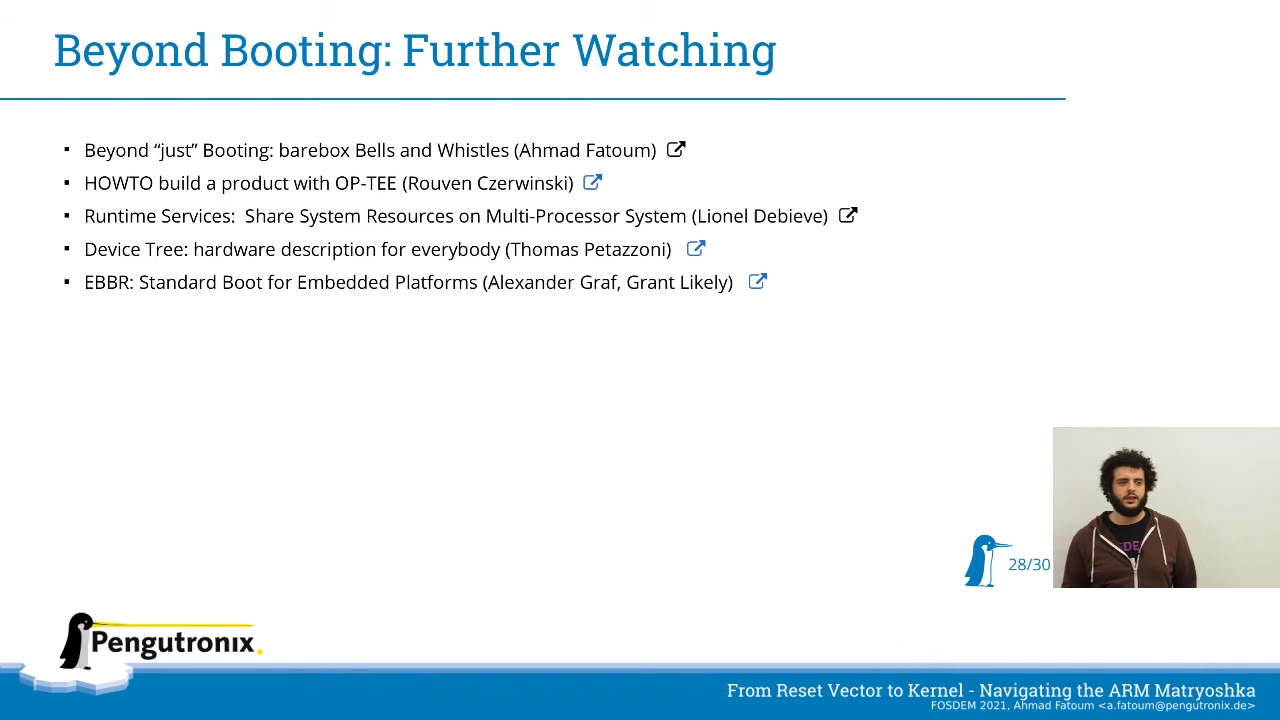 Beyond Booting: Further Watching
▪ Beyond “just” Booting: barebox Bells and Whistles (Ahmad Fatoum)
▪ HOWTO build a product with OP-TEE (Rouven Czerwinski)
▪ Runtime Services:  Share System Resources on Multi-Processor System (Lionel Debieve)
▪ Device Tree: hardware description for everybody (Thomas Petazzoni)
▪ EBBR: Standard Boot for Embedded Platforms (Alexander Graf, Grant Likely)
28/30
Pengutronix
From Reset Vector to Kernel - Navigating the ARM Matryoshka
FOSDEM 2021, Ahmad Fatoum <a.fatoum@pengutronix.de>